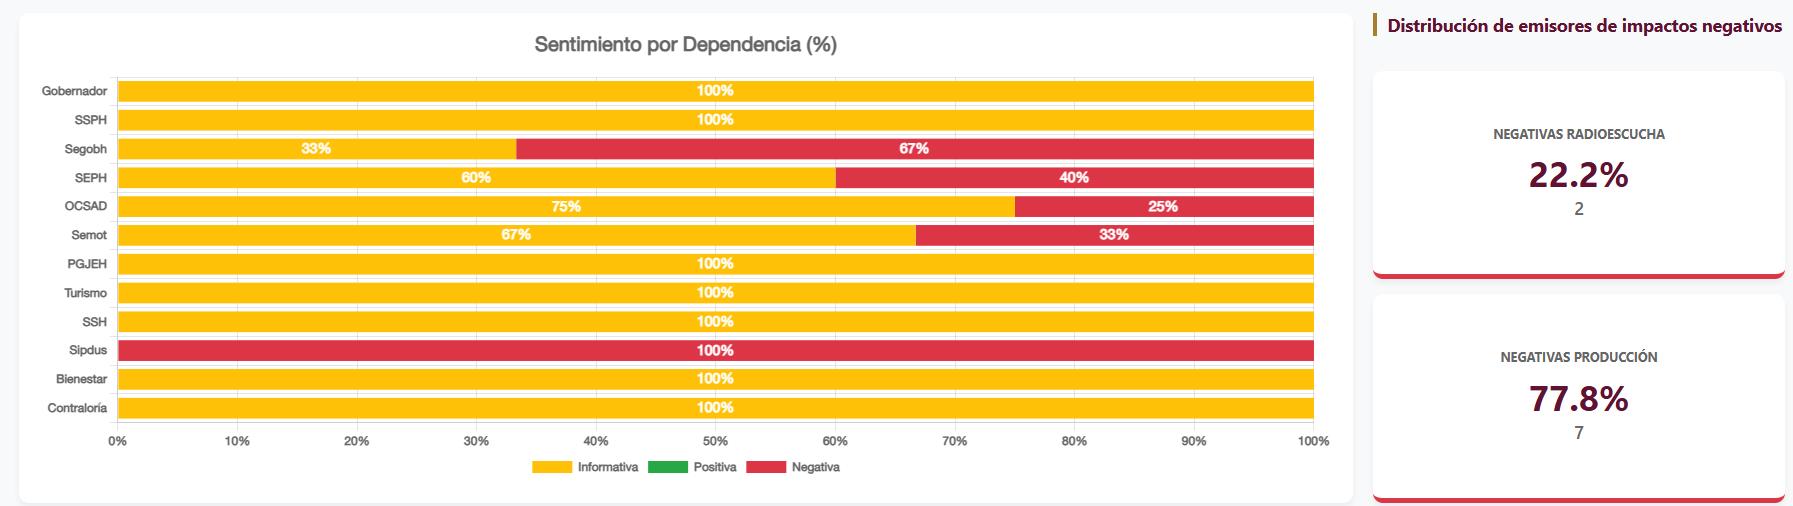 Sentimiento por Dependencia (%)
Gobernador 100%
SSPH 100%
Segobh 33% 67%
SEPH 60% 40%
OCSAD 75% 25%
Semot 67% 33%
PGJEH 100%
Turismo 100%
SSH 100%
Sipdus 100%
Bienestar 100%
Contraloría 100%
0% 10% 20% 30% 40% 50% 60% 70% 80% 90% 100%
Informativa Positiva Negativa
Distribución de emisores de impactos negativos
NEGATIVAS RADIOESCUCHA
22.2%
2
NEGATIVAS PRODUCCIÓN
77.8%
7